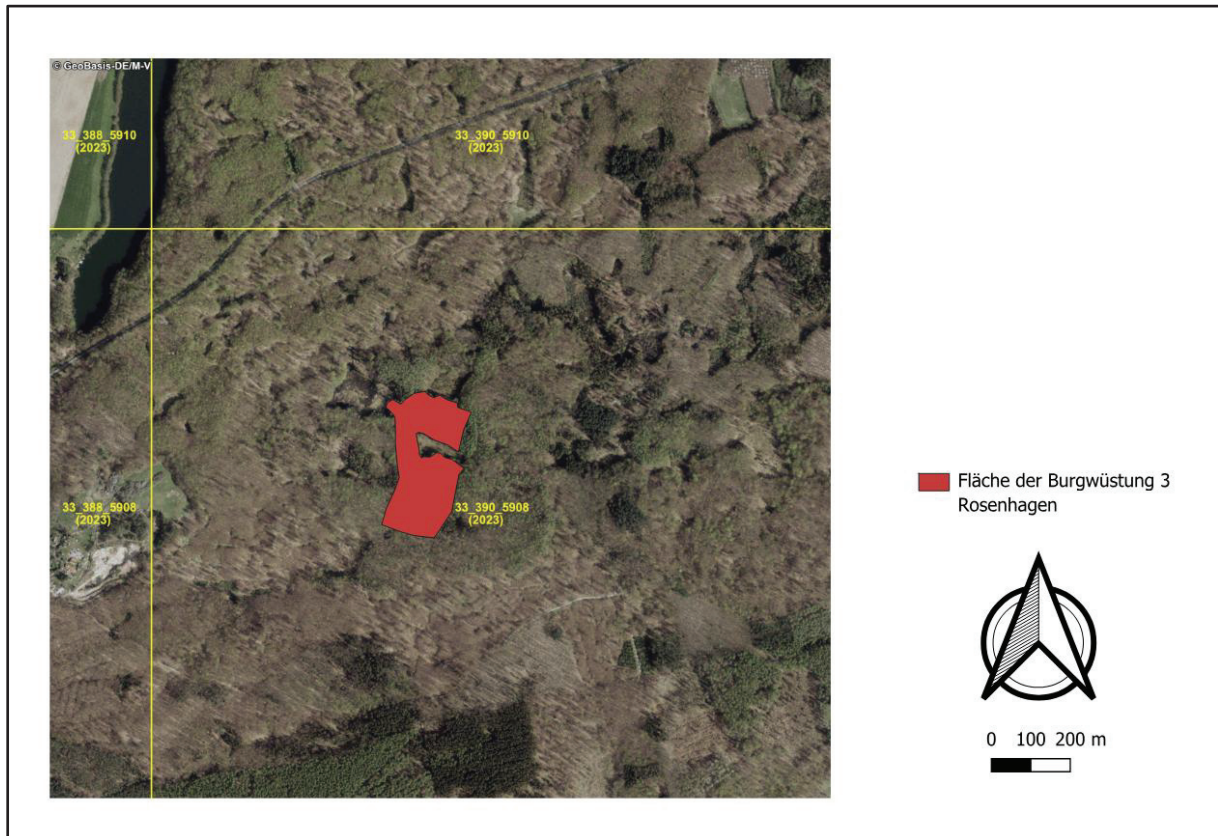 © GeoBasis-DE/M-V
33_388_5910
(2023)
33_390_5910
(2023)
33_388_5908
(2023)
33_390_5908
(2023)
Fläche der Burgwüstung 3
Rosenhagen
0 100 200 m